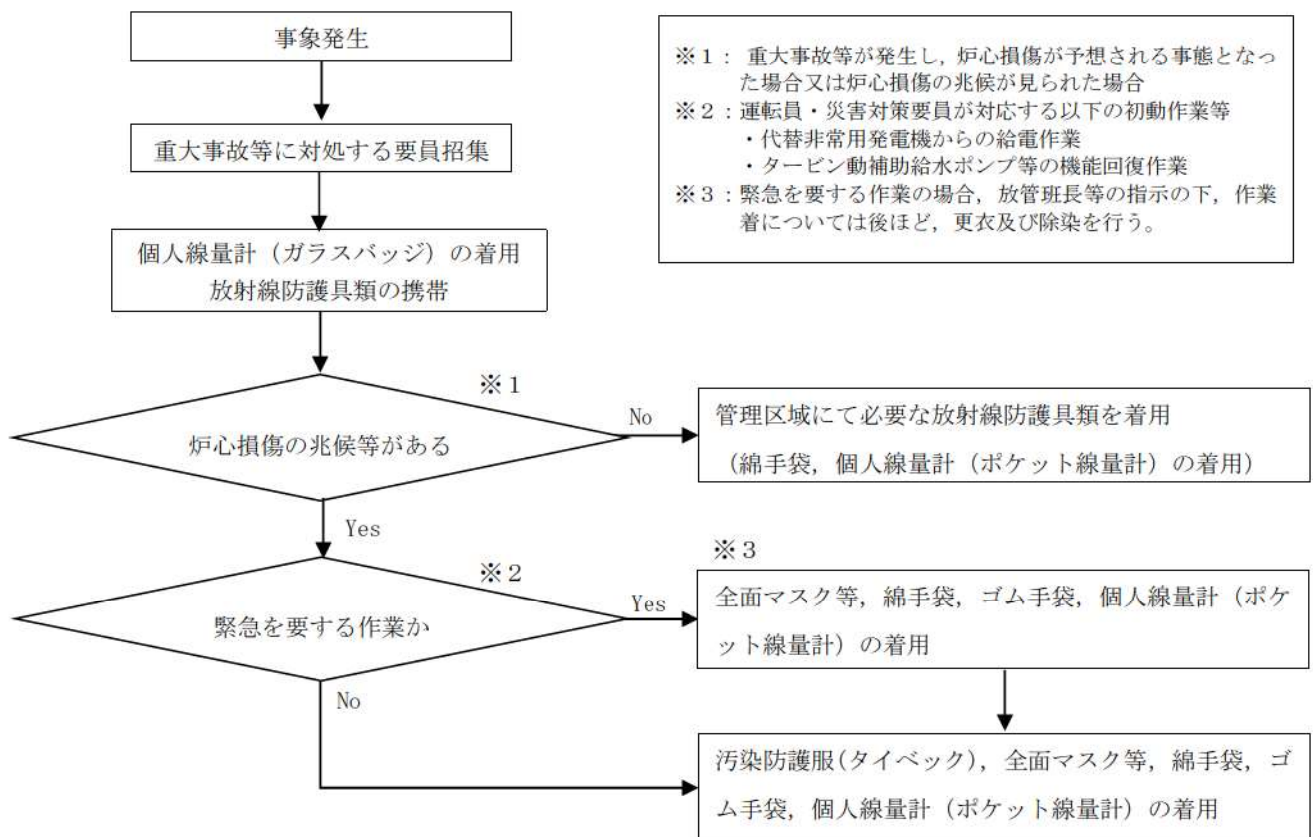 事象発生
重大事故等に対処する要員招集
個人線量計（ガラスバッジ）の着用
放射線防護具類の携帯
※１： 重大事故等が発生し，炉心損傷が予想される事態となっ
た場合又は炉心損傷の兆候が見られた場合
※２：運転員・災害対策要員が対応する以下の初動作業等
・代替非常用発電機からの給電作業
・タービン動補助給水ポンプ等の機能回復作業
※３：緊急を要する作業の場合，放管班長等の指示の下，作業
着については後ほど，更衣及び除染を行う。
※１
炉心損傷の兆候等がある
No
管理区域にて必要な放射線防護具類を着用
（綿手袋，個人線量計（ポケット線量計）の着用）
Yes
※２
緊急を要する作業か
Yes
※３
全面マスク等，綿手袋，ゴム手袋，個人線量計（ポケ
ット線量計）の着用
No
汚染防護服(タイベック)，全面マスク等，綿手袋，ゴ
ム手袋，個人線量計（ポケット線量計）の着用